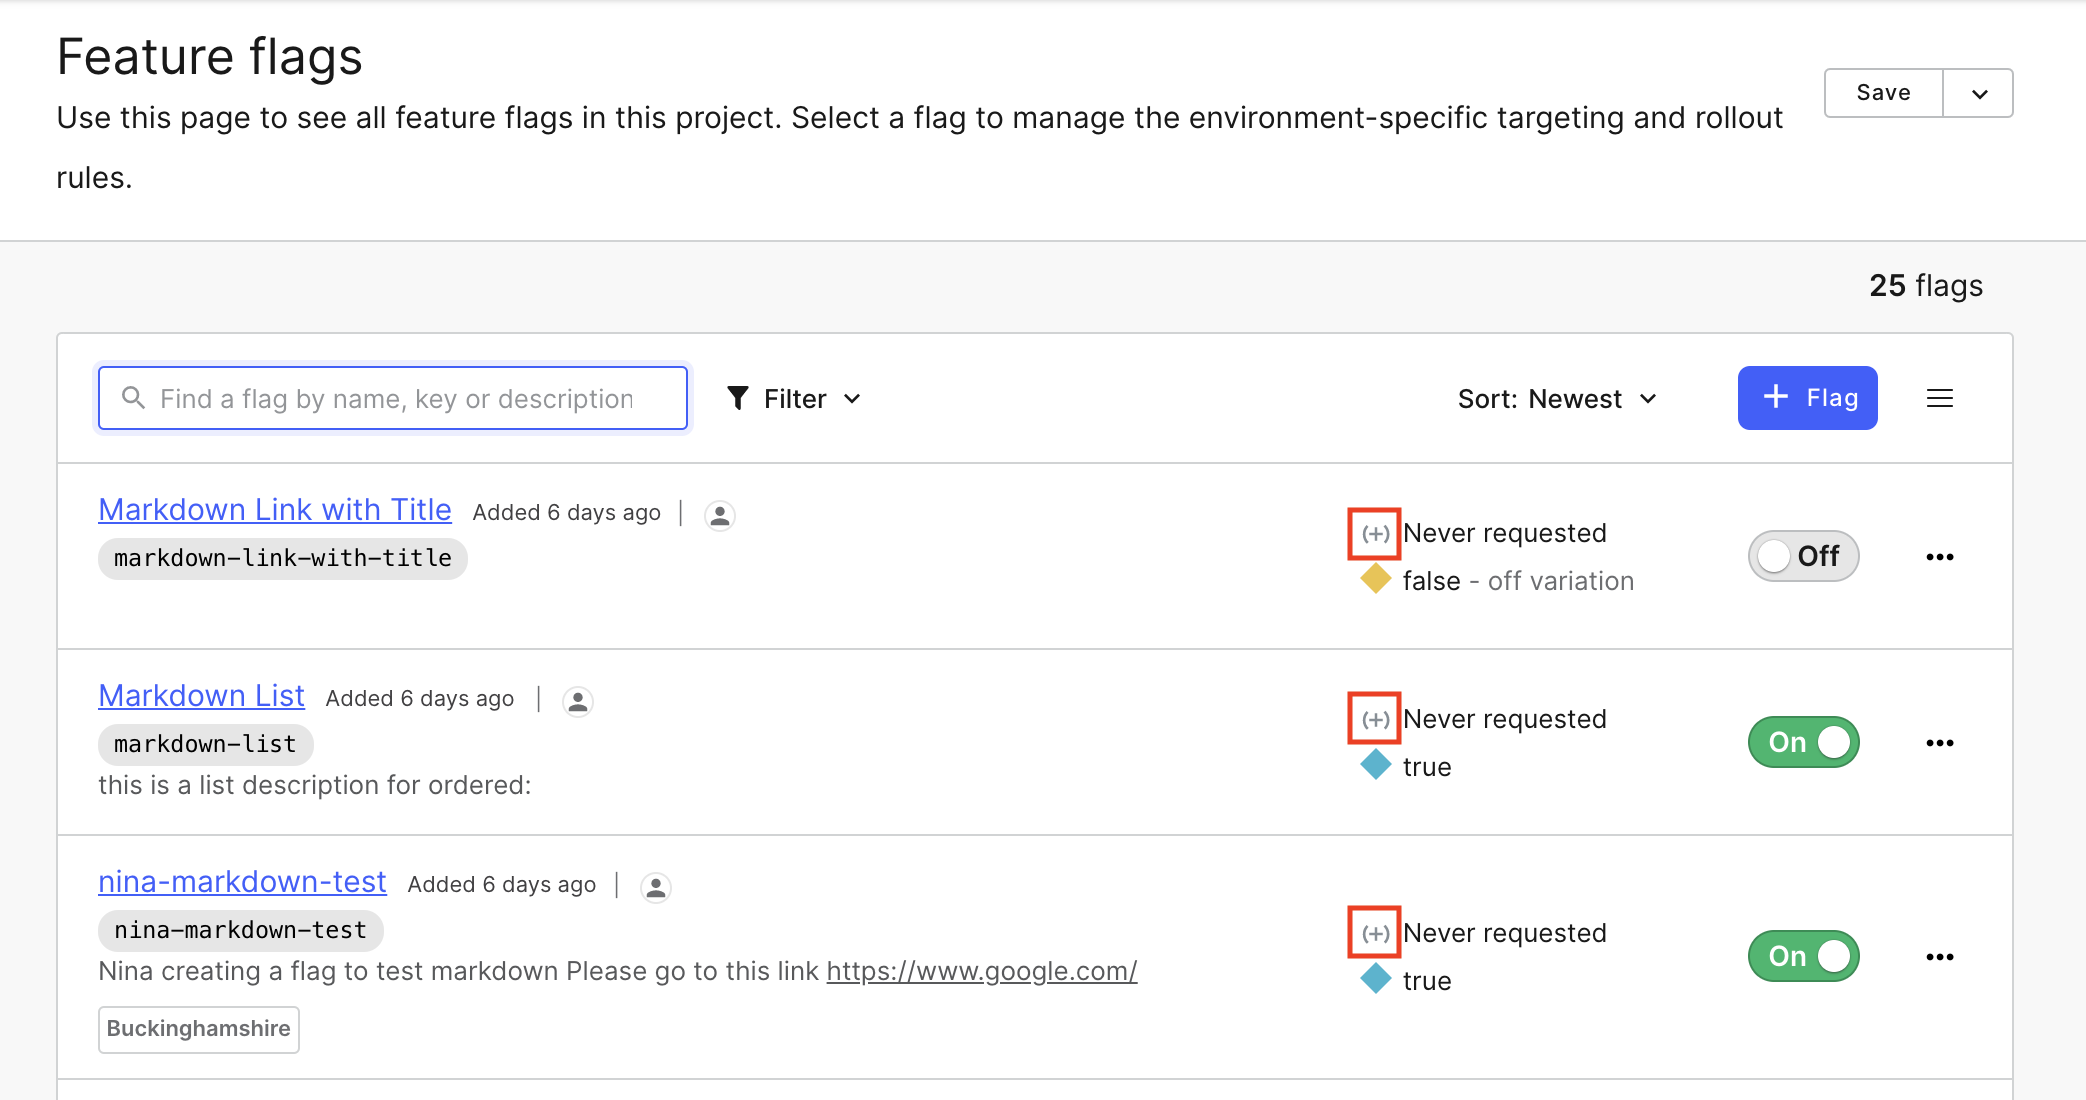 Feature flags
Use this page to see all feature flags in this project. Select a flag to manage the environment-specific targeting and rollout
rules.
Save
25 flags
Find a flag by name, key or description
Filter
Sort: Newest
+ Flag
Markdown Link with Title Added 6 days ago |
markdown-link-with-title
(+) Never requested
false - off variation
Off
Markdown List Added 6 days ago |
markdown-list
this is a list description for ordered:
(+) Never requested
true
On
nina-markdown-test Added 6 days ago |
nina-markdown-test
Nina creating a flag to test markdown Please go to this link https://www.google.com/
Buckinghamshire
(+) Never requested
true
On